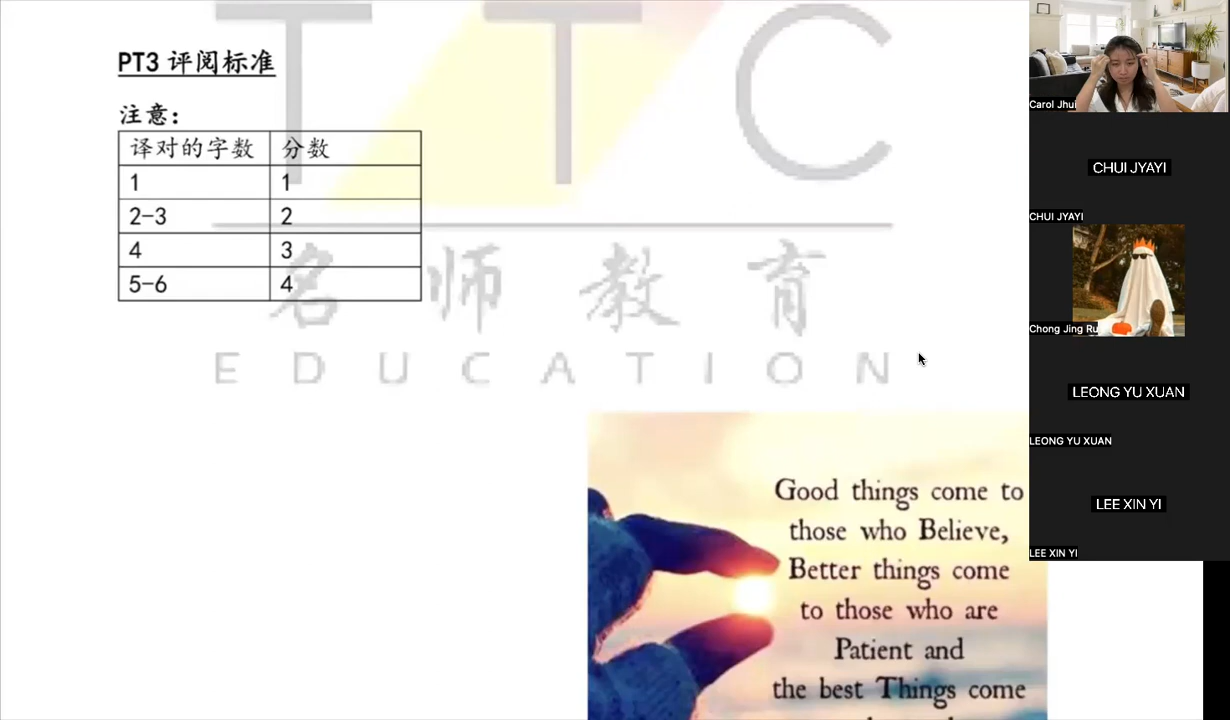 TTC
PT3 评阅标准
注意：
译对的字数 分数
1 1
2-3 2
4 3
5-6 4
名师教育
EDUCATION
Good things come to
those who Believe,
Better things come
to those who are
Patient and
the best Things come
Carol Jhui
CHUI JYAYI
CHUI JYAYI
Chong Jing Ru
LEONG YU XUAN
LEONG YU XUAN
LEE XIN YI
LEE XIN YI